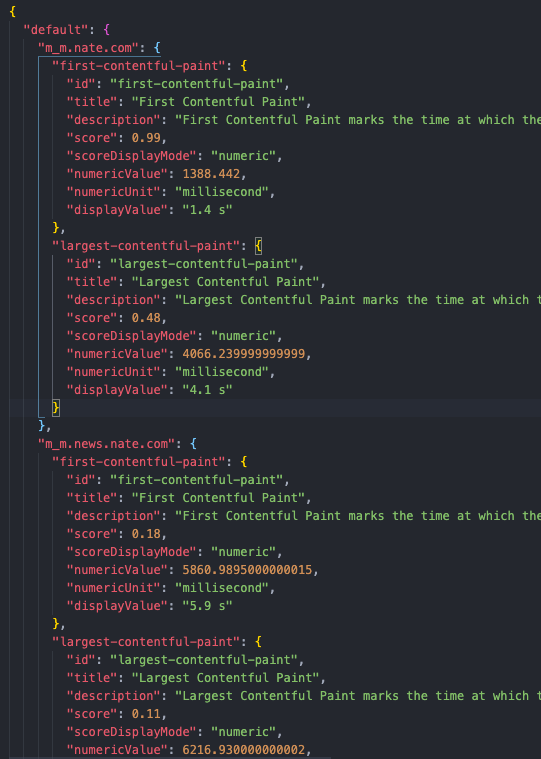 {
"default": {
"m_m.nate.com": {
"first-contentful-paint": {
"id": "first-contentful-paint",
"title": "First Contentful Paint",
"description": "First Contentful Paint marks the time at which the
"score": 0.99,
"scoreDisplayMode": "numeric",
"numericValue": 1388.442,
"numericUnit": "millisecond",
"displayValue": "1.4 s"
},
"largest-contentful-paint": {
"id": "largest-contentful-paint",
"title": "Largest Contentful Paint",
"description": "Largest Contentful Paint marks the time at which t
"score": 0.48,
"scoreDisplayMode": "numeric",
"numericValue": 4066.239999999999,
"numericUnit": "millisecond",
"displayValue": "4.1 s"
}
},
"m_m.news.nate.com": {
"first-contentful-paint": {
"id": "first-contentful-paint",
"title": "First Contentful Paint",
"description": "First Contentful Paint marks the time at which the
"score": 0.18,
"scoreDisplayMode": "numeric",
"numericValue": 5860.9895000000015,
"numericUnit": "millisecond",
"displayValue": "5.9 s"
},
"largest-contentful-paint": {
"id": "largest-contentful-paint",
"title": "Largest Contentful Paint",
"description": "Largest Contentful Paint marks the time at which t
"score": 0.11,
"scoreDisplayMode": "numeric",
"numericValue": 6216.930000000002,